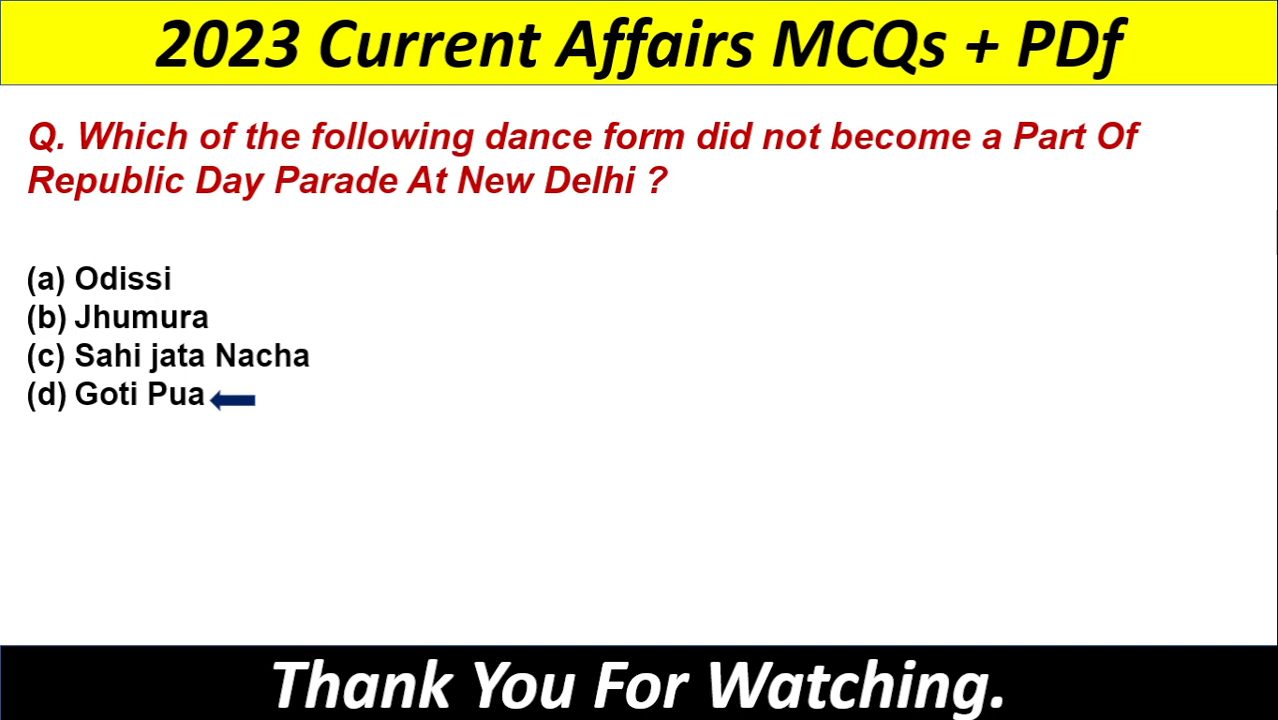 2023 Current Affairs MCQs + PDf
Q. Which of the following dance form did not become a Part Of
Republic Day Parade At New Delhi ?
(a) Odissi
(b) Jhumura
(c) Sahi jata Nacha
(d) Goti Pua
Thank You For Watching.